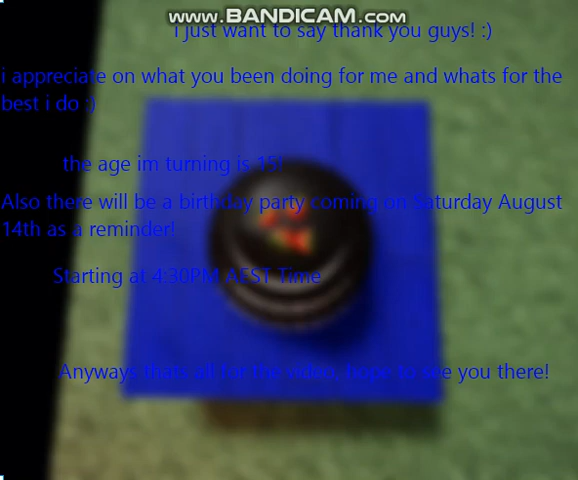 www.BANDICAM.com
i just want to say thank you guys! :)
i appreciate on what you been doing for me and whats for the
best i do :)
the age im turning is 15!
Also there will be a birthday party coming on Saturday August
14th as a reminder!
Starting at 4:30PM AEST Time
Anyways thats all for the video, hope to see you there!